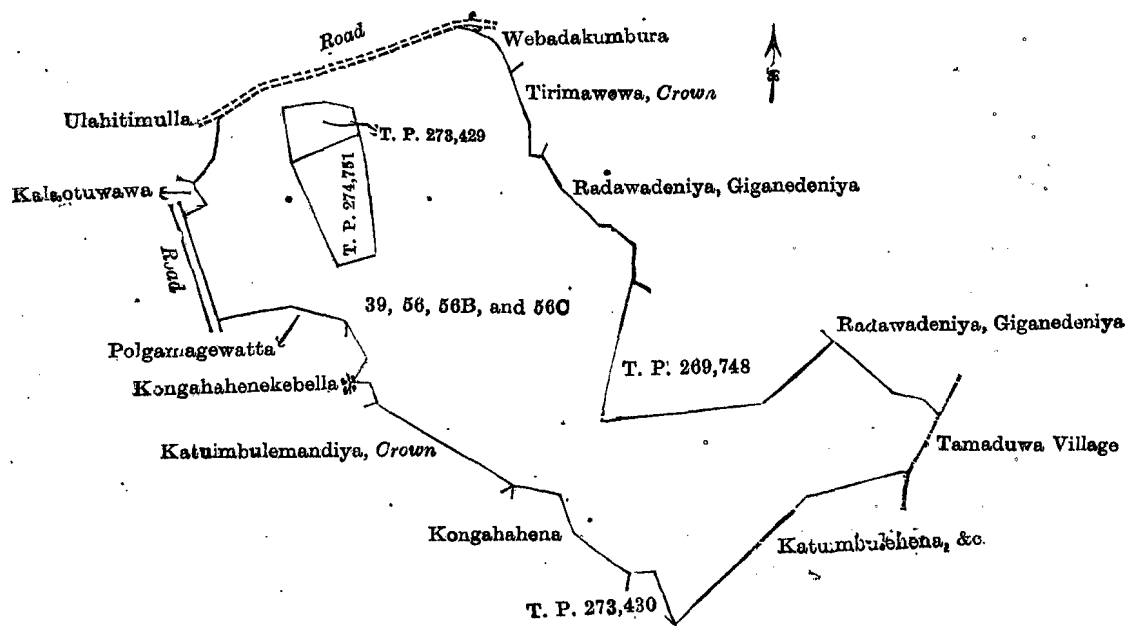 Road
Webadakumbura
Tirimawewa, Crown
Ulahitimulla
T. P. 273,429
T. P. 274,751
Radawadeniya, Giganedeniya
Kalaotuwawa
Road
39, 56, 56B, and 56C
Polgamagewatta
Radawadeniya, Giganedeniya
T. P. 269,748
Kongahahenekebella
Katuimbulemandiya, Crown
Tamaduwa Village
Kongahahena
Katuimbulehena, &c.
T. P. 273,430